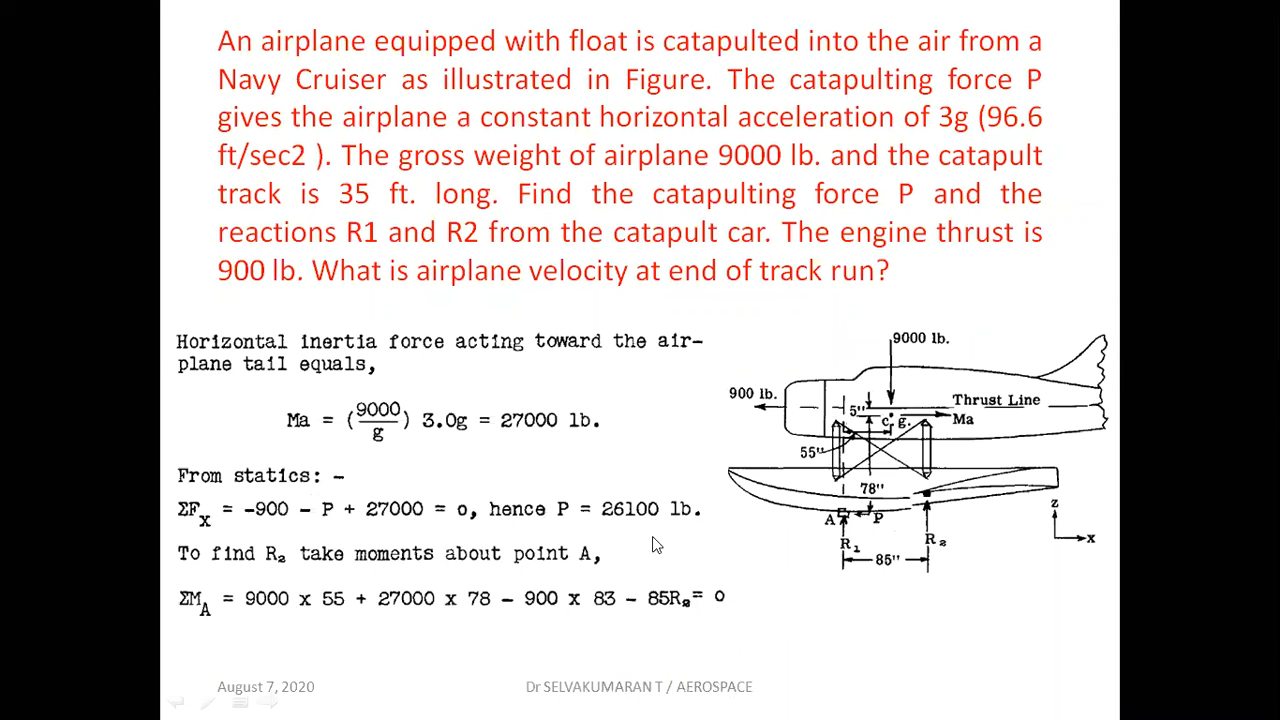 An airplane equipped with float is catapulted into the air from a
Navy Cruiser as illustrated in Figure. The catapulting force P
gives the airplane a constant horizontal acceleration of 3g (96.6
ft/sec2 ). The gross weight of airplane 9000 lb. and the catapult
track is 35 ft. long. Find the catapulting force P and the
reactions R1 and R2 from the catapult car. The engine thrust is
900 lb. What is airplane velocity at end of track run?
Horizontal inertia force acting toward the air-
plane tail equals,
Ma = (9000/g) 3.0g = 27000 lb.
From statics: -
ΣFx = -900 - P + 27000 = 0, hence P = 26100 lb.
To find R₂ take moments about point A,
ΣMA = 9000 x 55 + 27000 x 78 - 900 x 83 - 85R₂= 0
9000 lb.
900 lb.
Thrust Line
5"
c. g.
Ma
55"
78"
A
P
R₁
R₂
85"
z
x
August 7, 2020
Dr SELVAKUMARAN T / AEROSPACE